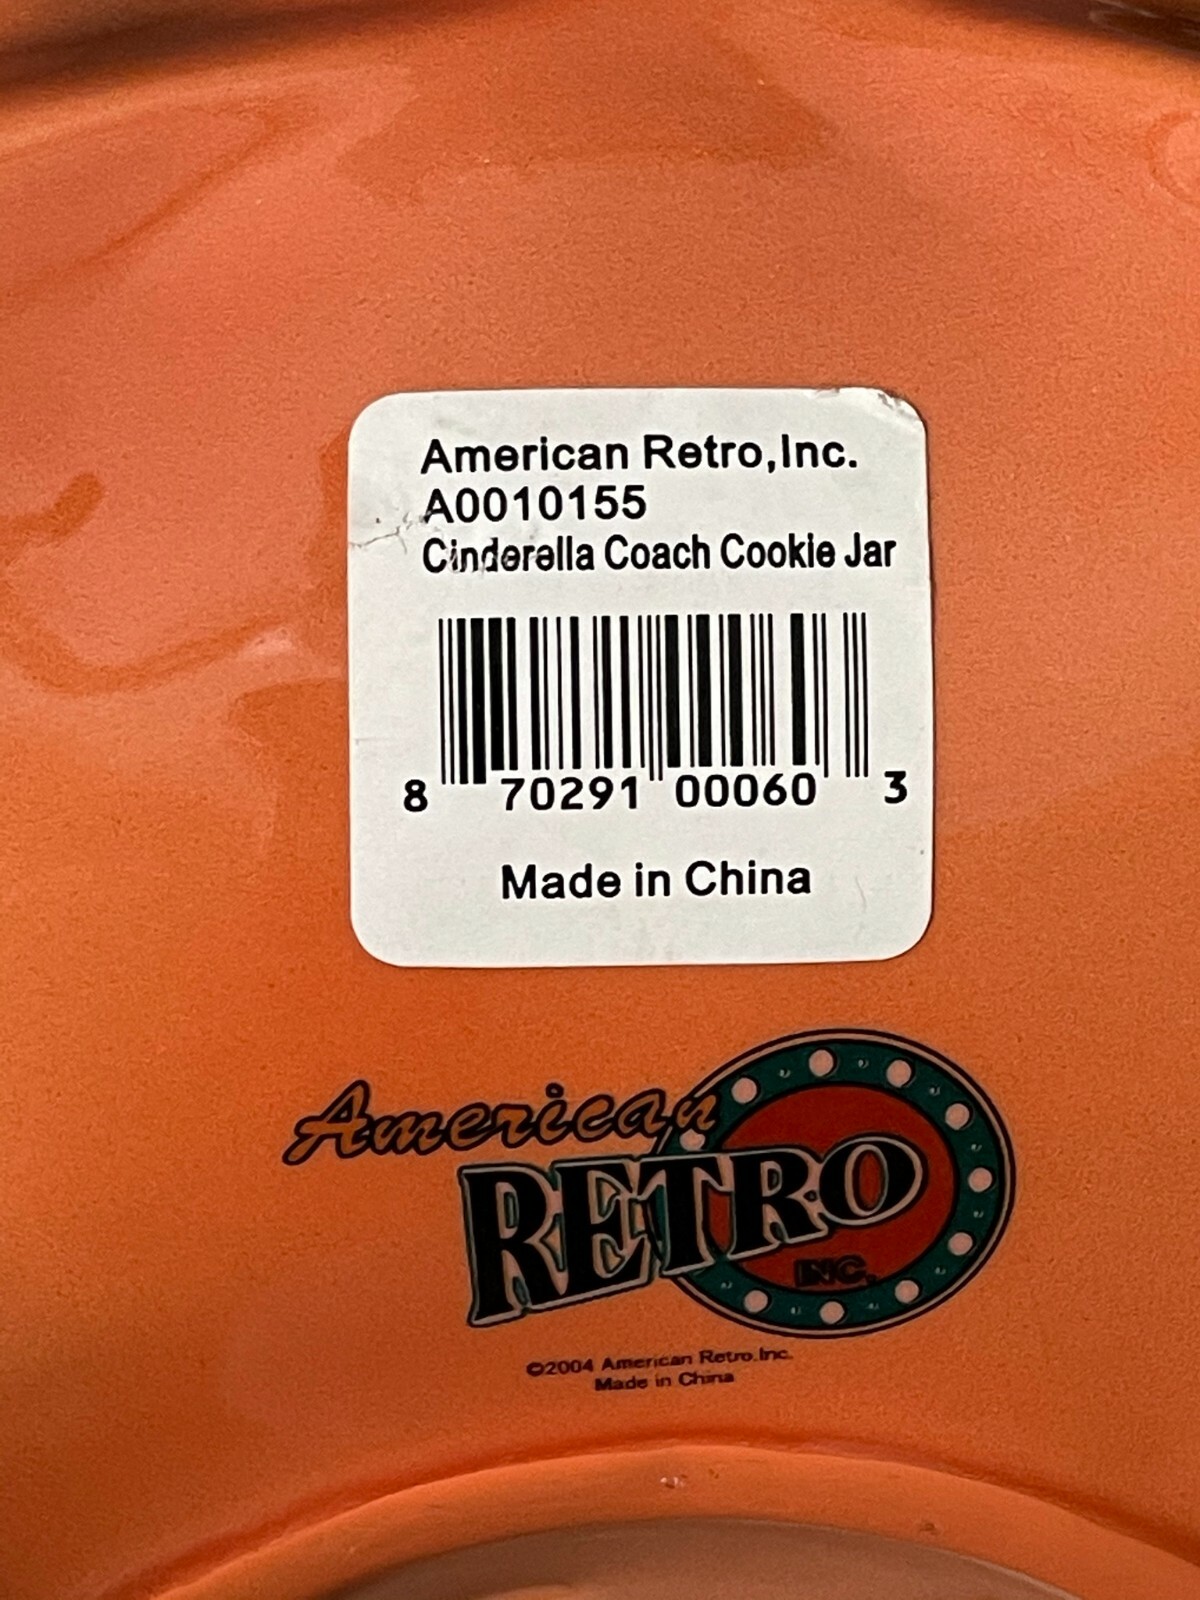 American Retro,Inc.
A0010155
Cinderella Coach Cookie Jar
8 70291 00060 3
Made in China
American
RETRO
INC.
©2004 American Retro.Inc.
Made in China